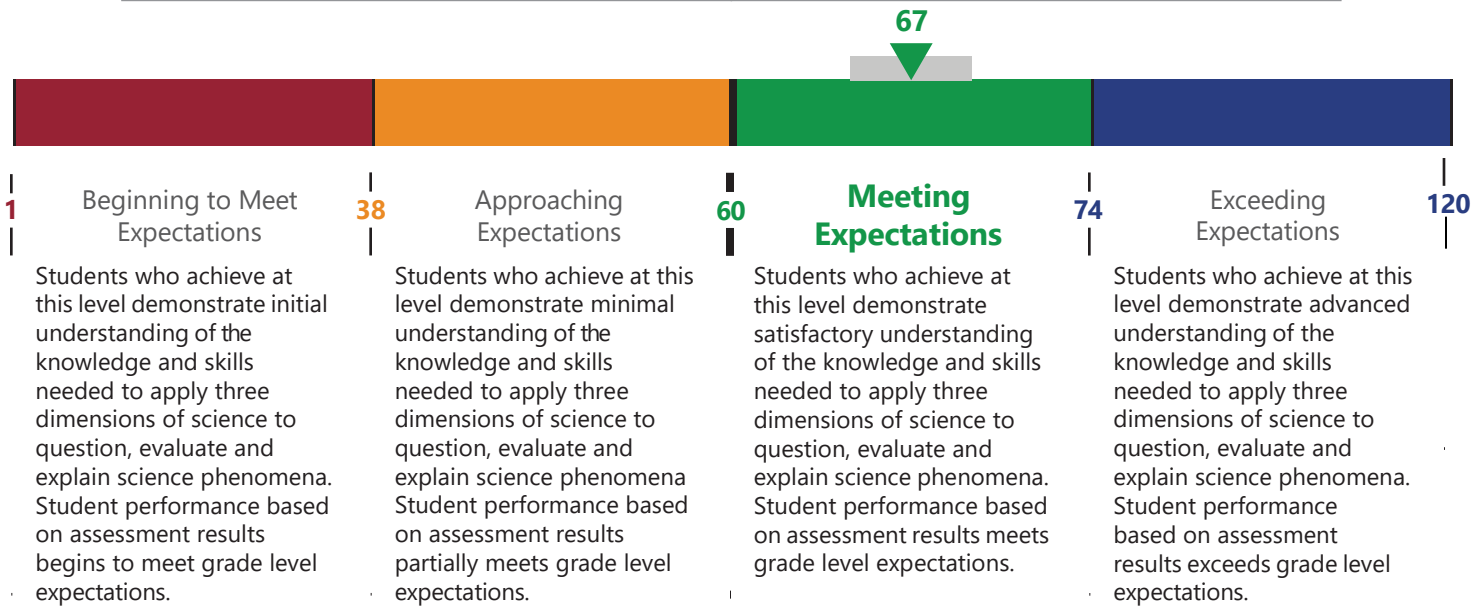 67
1
Beginning to Meet
Expectations
38
Approaching
Expectations
60
Meeting
Expectations
74
Exceeding
Expectations
120
Students who achieve at
this level demonstrate initial
understanding of the
knowledge and skills
needed to apply three
dimensions of science to
question, evaluate and
explain science phenomena.
Student performance based
on assessment results
begins to meet grade level
expectations.
Students who achieve at this
level demonstrate minimal
understanding of the
knowledge and skills
needed to apply three
dimensions of science to
question, evaluate and
explain science phenomena
Student performance based
on assessment results
partially meets grade level
expectations.
Students who achieve at
this level demonstrate
satisfactory understanding
of the knowledge and skills
needed to apply three
dimensions of science to
question, evaluate and
explain science phenomena.
Student performance based
on assessment results meets
grade level expectations.
Students who achieve at this
level demonstrate advanced
understanding of the
knowledge and skills
needed to apply three
dimensions of science to
question, evaluate and
explain science phenomena.
Student performance
based on assessment
results exceeds grade level
expectations.